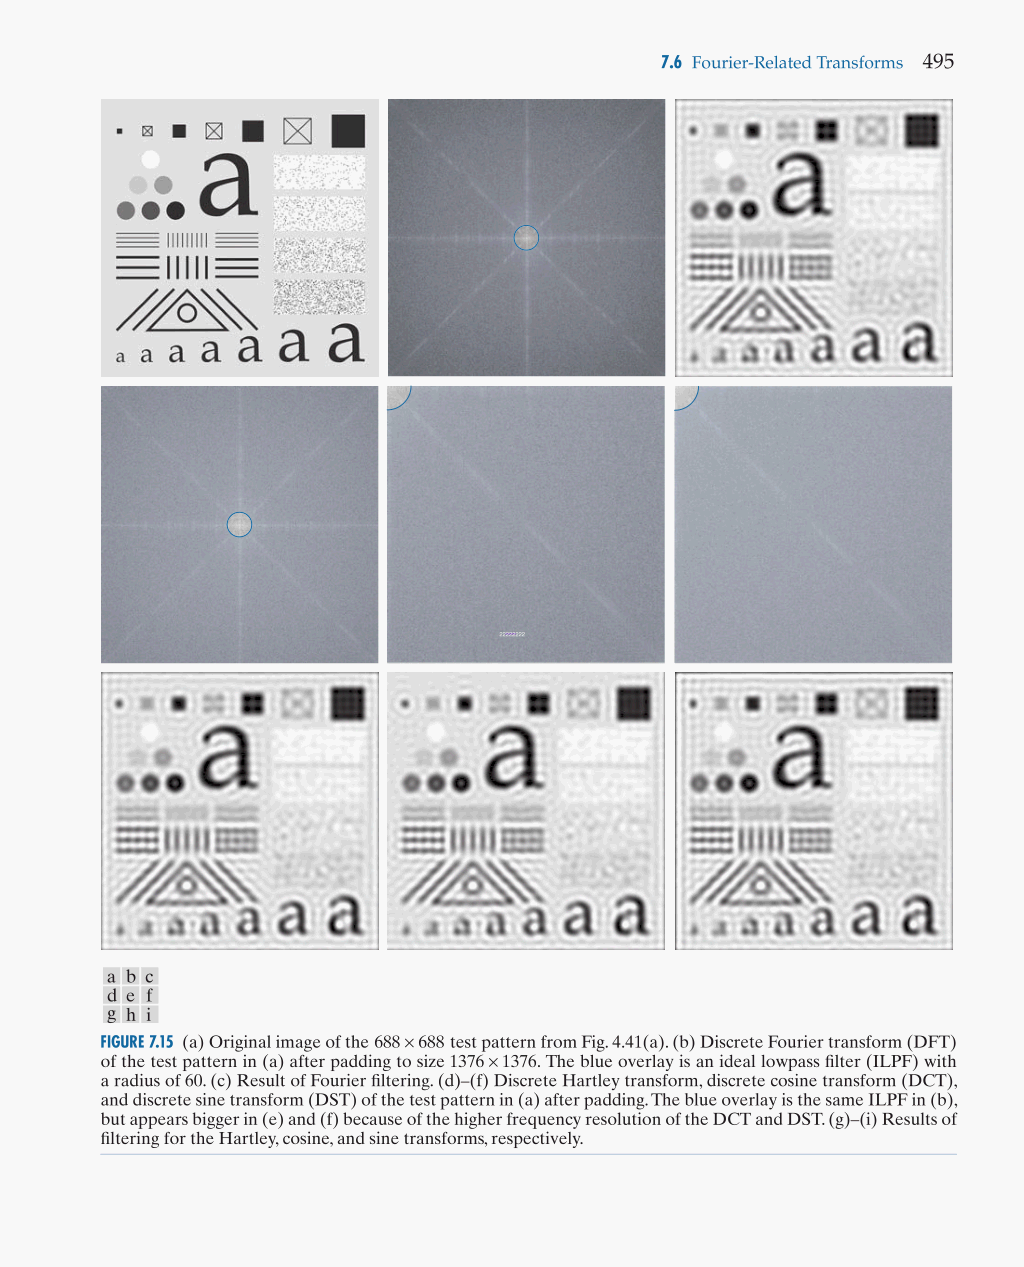 7.6 Fourier-Related Transforms 495
a
a a a a a a a
a
a a a a a a a
a
a a a a a a a
a
a a a a a a a
a
a a a a a a a
a b c
d e f
g h i
FIGURE 7.15 (a) Original image of the 688 × 688 test pattern from Fig. 4.41(a). (b) Discrete Fourier transform (DFT)
of the test pattern in (a) after padding to size 1376 × 1376. The blue overlay is an ideal lowpass filter (ILPF) with
a radius of 60. (c) Result of Fourier filtering. (d)–(f) Discrete Hartley transform, discrete cosine transform (DCT),
and discrete sine transform (DST) of the test pattern in (a) after padding. The blue overlay is the same ILPF in (b),
but appears bigger in (e) and (f) because of the higher frequency resolution of the DCT and DST. (g)–(i) Results of
filtering for the Hartley, cosine, and sine transforms, respectively.